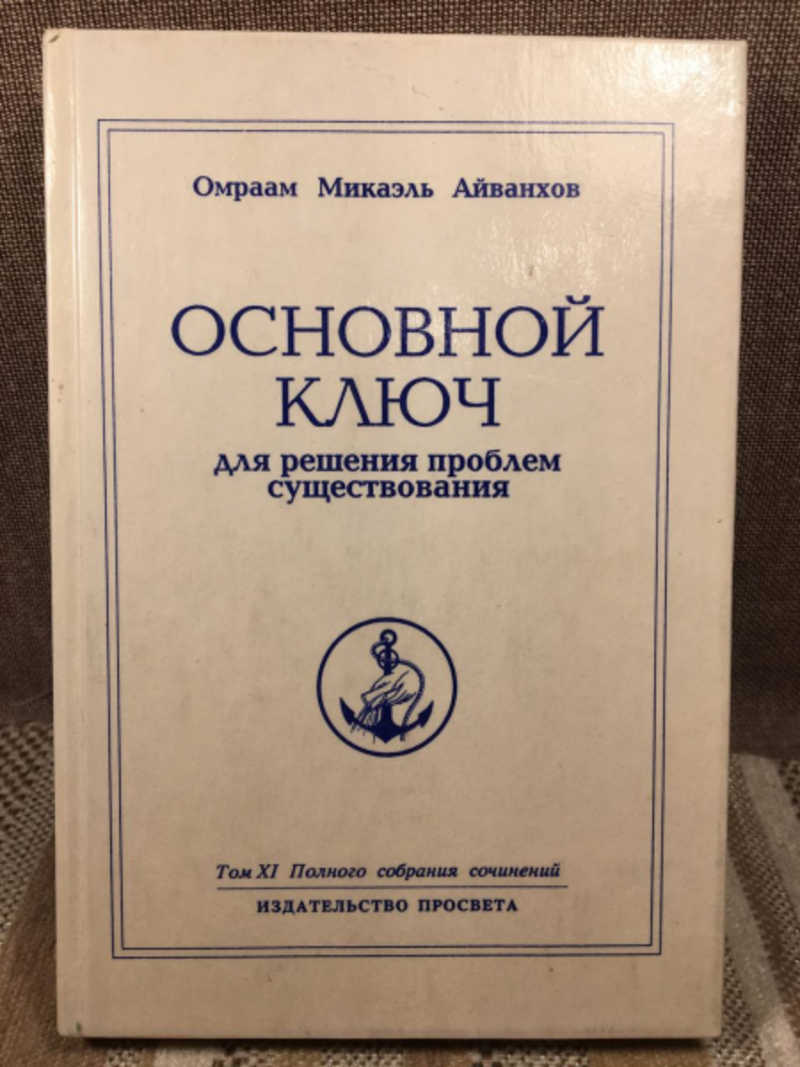 Омраам Микаэль Айванхов
ОСНОВНОЙ
КЛЮЧ
для решения проблем
существования
Том XI Полного собрания сочинений
ИЗДАТЕЛЬСТВО ПРОСВЕТА